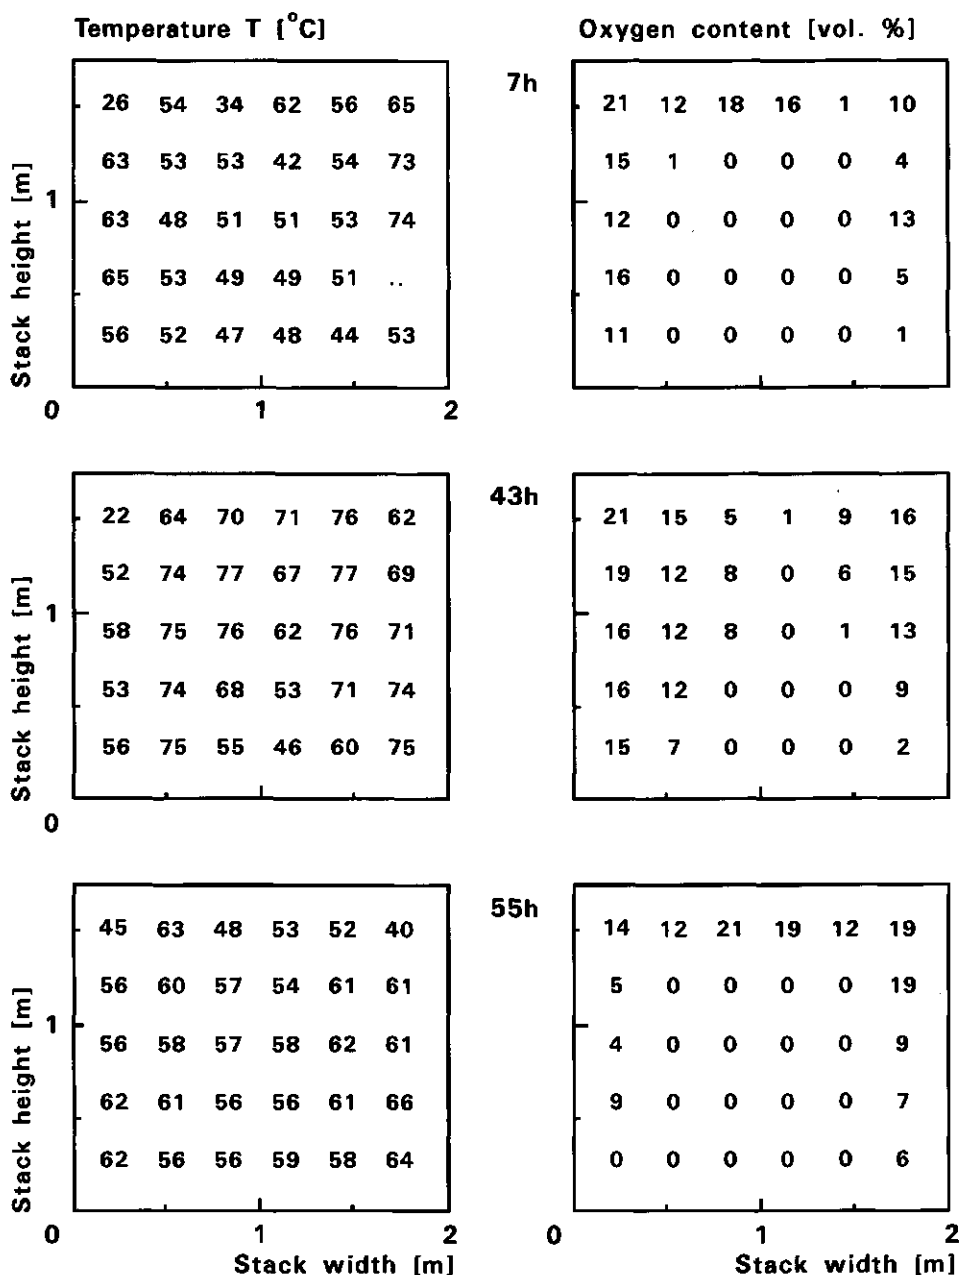 Temperature T [°C] Oxygen content [vol. %]
7h
26 54 34 62 56 65 21 12 18 16 1 10
63 53 53 42 54 73 15 1 0 0 0 4
1
63 48 51 51 53 74 12 0 0 0 0 13
65 53 49 49 51 .. 16 0 0 0 0 5
56 52 47 48 44 53 11 0 0 0 0 1
Stack height [m]
0 1 2
43h
22 64 70 71 76 62 21 15 5 1 9 16
52 74 77 67 77 69 19 12 8 0 6 15
1
58 75 76 62 76 71 16 12 8 0 1 13
53 74 68 53 71 74 16 12 0 0 0 9
56 75 55 46 60 75 15 7 0 0 0 2
Stack height [m]
0
55h
45 63 48 53 52 40 14 12 21 19 12 19
56 60 57 54 61 61 5 0 0 0 0 19
1
56 58 57 58 62 61 4 0 0 0 0 9
62 61 56 56 61 66 9 0 0 0 0 7
62 56 56 59 58 64 0 0 0 0 0 6
Stack height [m]
0 1 2 0 1 2
Stack width [m] Stack width [m]